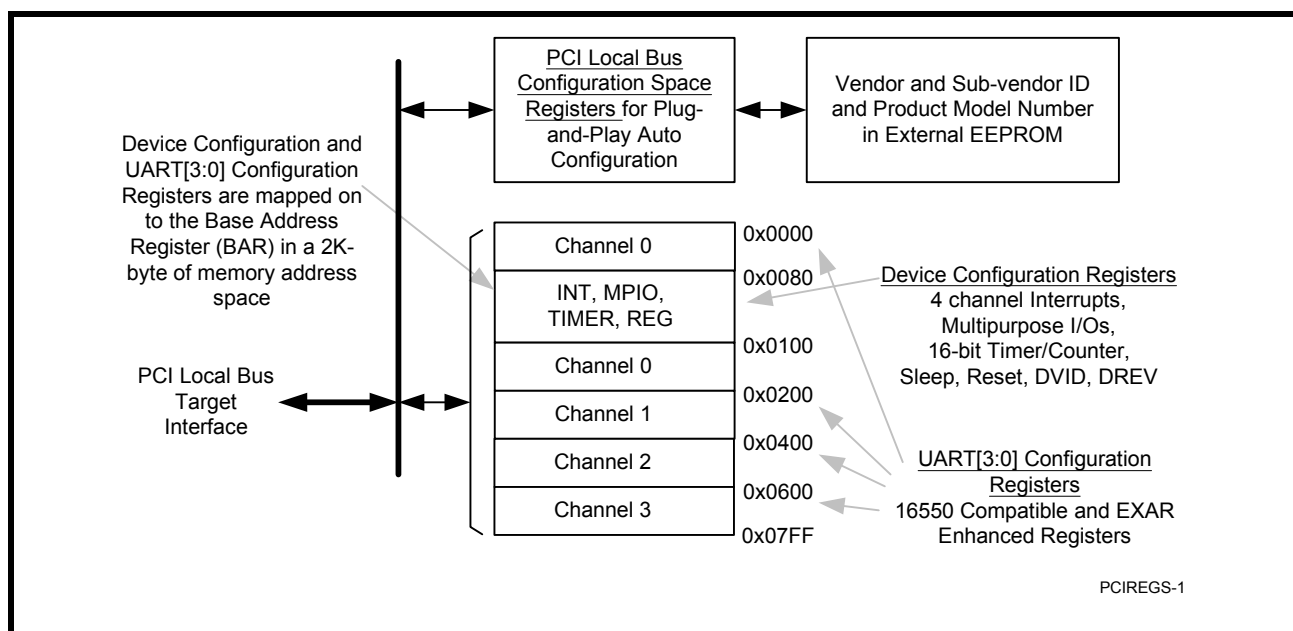 PCI Local Bus
Configuration Space
Registers for Plug-
and-Play Auto
Configuration
Vendor and Sub-vendor ID
and Product Model Number
in External EEPROM
Device Configuration and
UART[3:0] Configuration
Registers are mapped on
to the Base Address
Register (BAR) in a 2K-
byte of memory address
space
PCI Local Bus
Target
Interface
Channel 0
INT, MPIO,
TIMER, REG
Channel 0
Channel 1
Channel 2
Channel 3
0x0000
0x0080
0x0100
0x0200
0x0400
0x0600
0x07FF
Device Configuration Registers
4 channel Interrupts,
Multipurpose I/Os,
16-bit Timer/Counter,
Sleep, Reset, DVID, DREV
UART[3:0] Configuration
Registers
16550 Compatible and EXAR
Enhanced Registers
PCIREGS-1